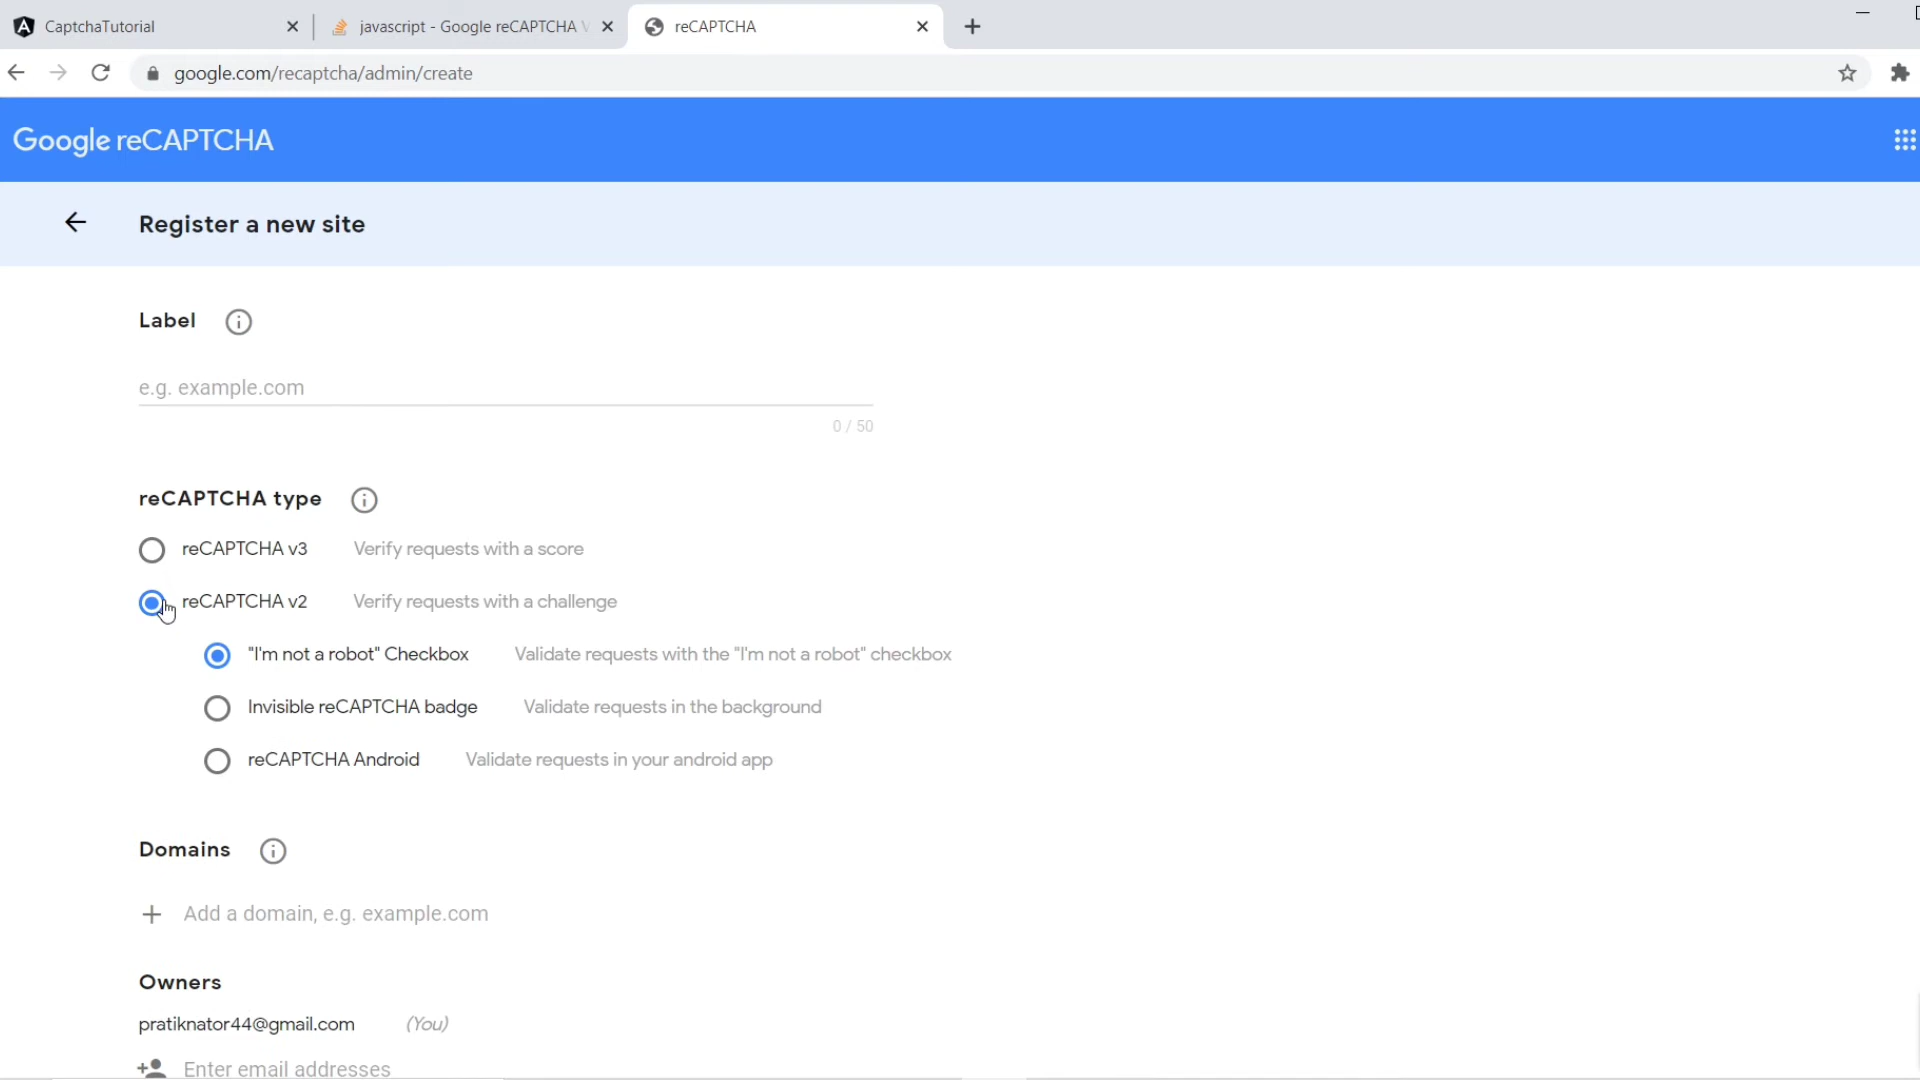 CaptchaTutorial
javascript - Google reCAPTCHA
reCAPTCHA
google.com/recaptcha/admin/create
Google reCAPTCHA
Register a new site
Label
e.g. example.com
0 / 50
reCAPTCHA type
reCAPTCHA v3 Verify requests with a score
reCAPTCHA v2 Verify requests with a challenge
"I'm not a robot" Checkbox Validate requests with the "I'm not a robot" checkbox
Invisible reCAPTCHA badge Validate requests in the background
reCAPTCHA Android Validate requests in your android app
Domains
Add a domain, e.g. example.com
Owners
pratiknator44@gmail.com (You)
Enter email addresses